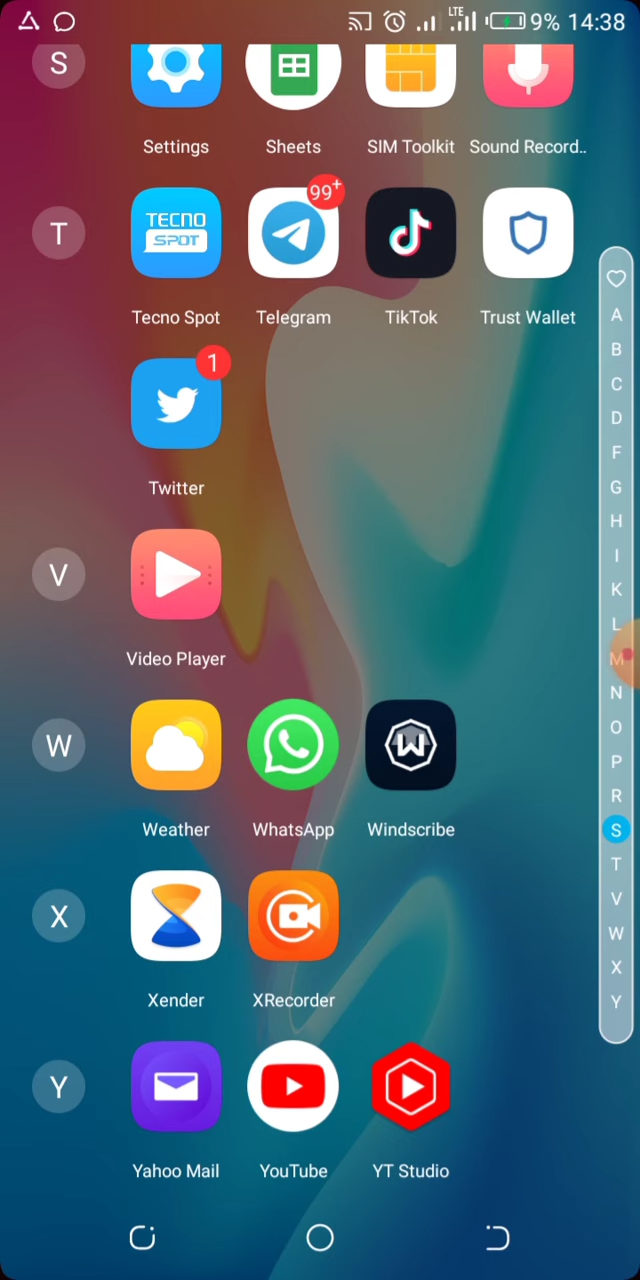 LTE 9% 14:38
S
Settings Sheets SIM Toolkit Sound Record..
T
TECNO
SPOT
99+
Tecno Spot Telegram TikTok Trust Wallet
1
Twitter
V
Video Player
W
W
Weather WhatsApp Windscribe
X
Xender XRecorder
Y
Yahoo Mail YouTube YT Studio
A
B
C
D
F
G
H
I
K
L
M
N
O
P
R
S
T
V
W
X
Y